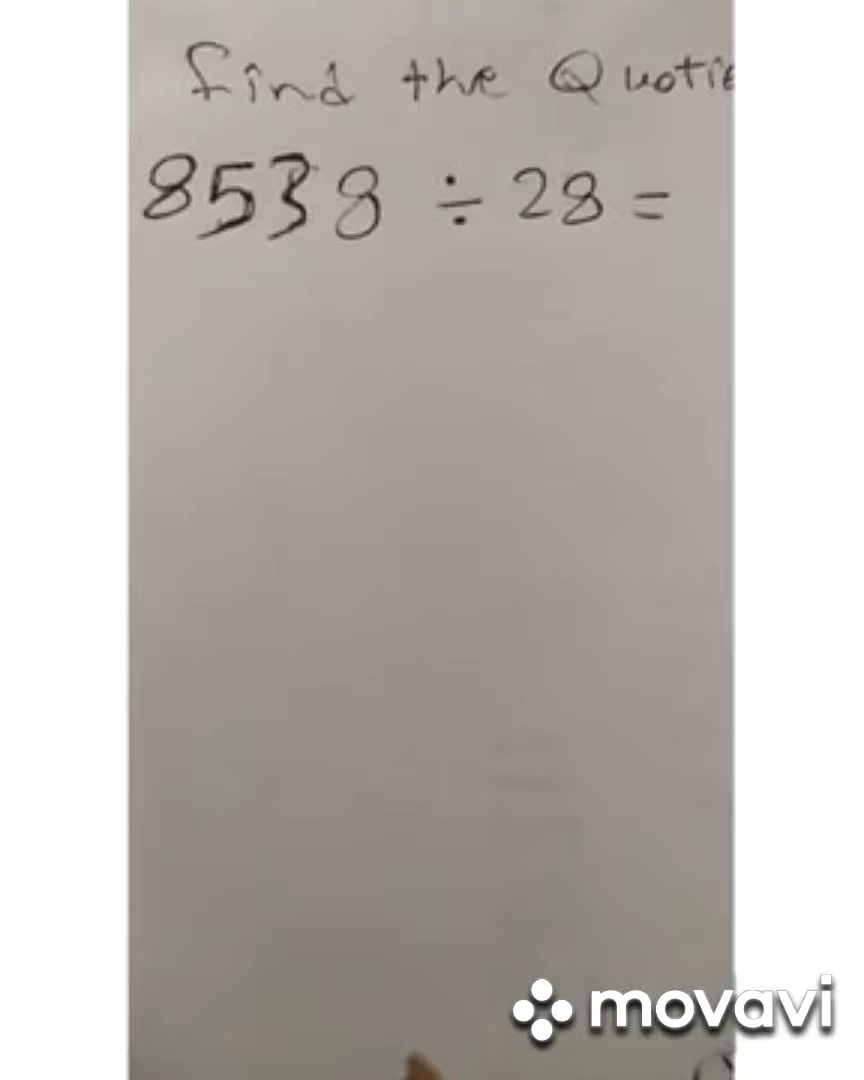 find the Quotie
8538 ÷ 28 =
movavi